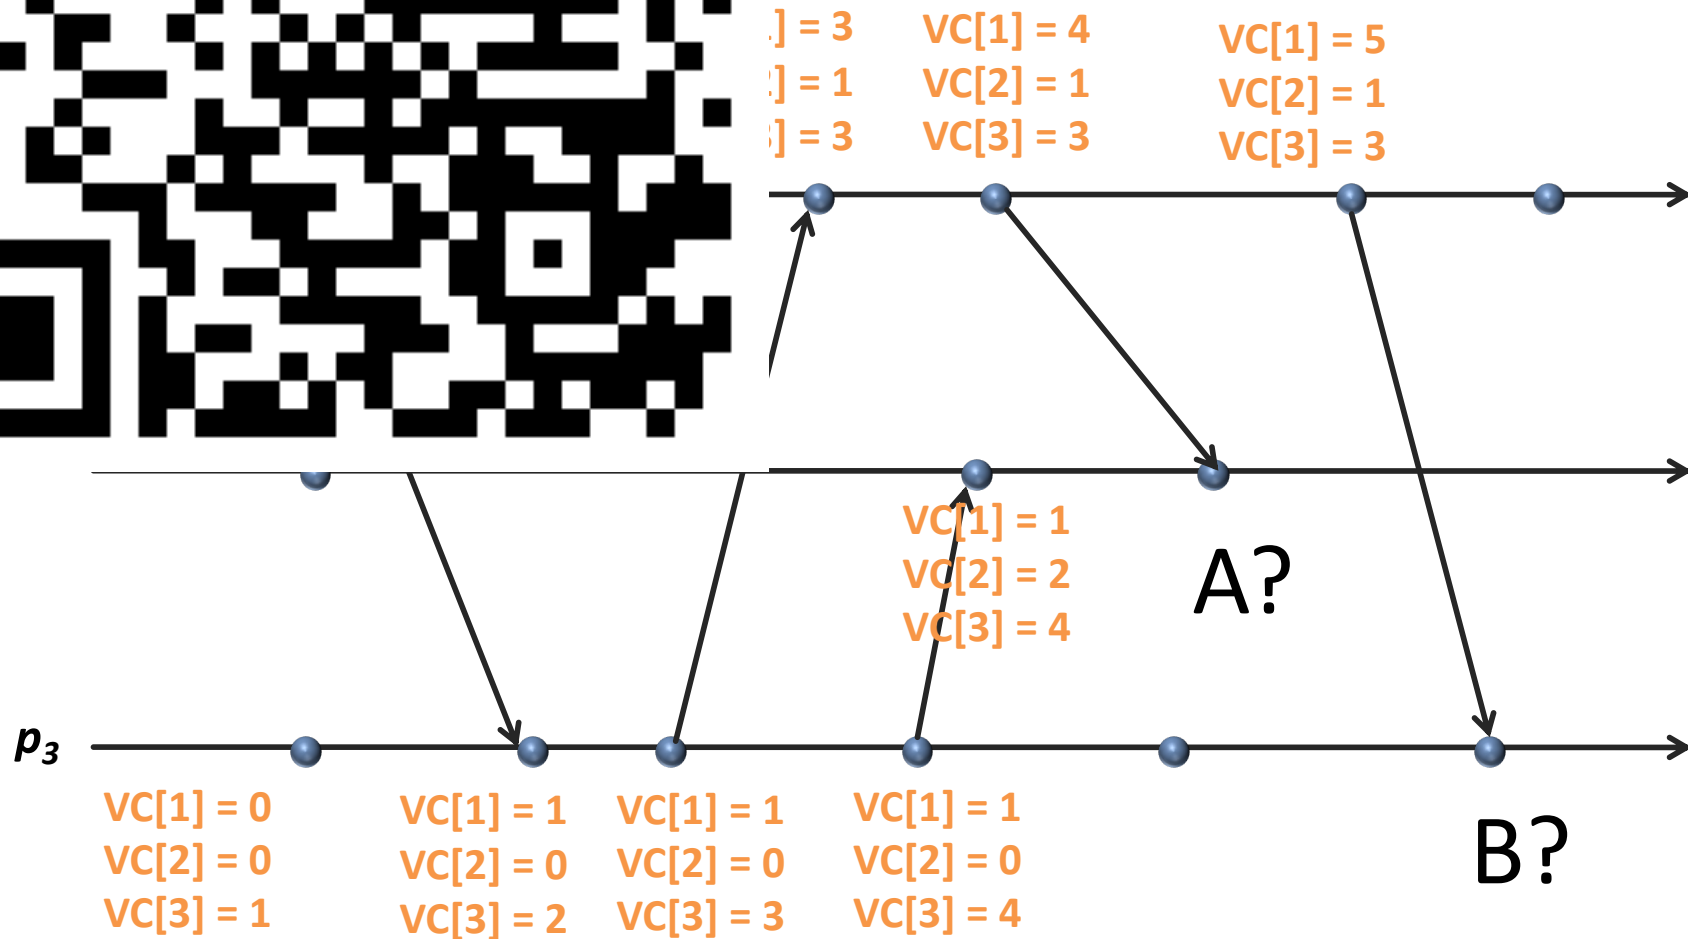 ] = 3
] = 1
] = 3
VC[1] = 4
VC[2] = 1
VC[3] = 3
VC[1] = 5
VC[2] = 1
VC[3] = 3
VC[1] = 1
VC[2] = 2
VC[3] = 4
A?
p3
VC[1] = 0
VC[2] = 0
VC[3] = 1
VC[1] = 1
VC[2] = 0
VC[3] = 2
VC[1] = 1
VC[2] = 0
VC[3] = 3
VC[1] = 1
VC[2] = 0
VC[3] = 4
B?